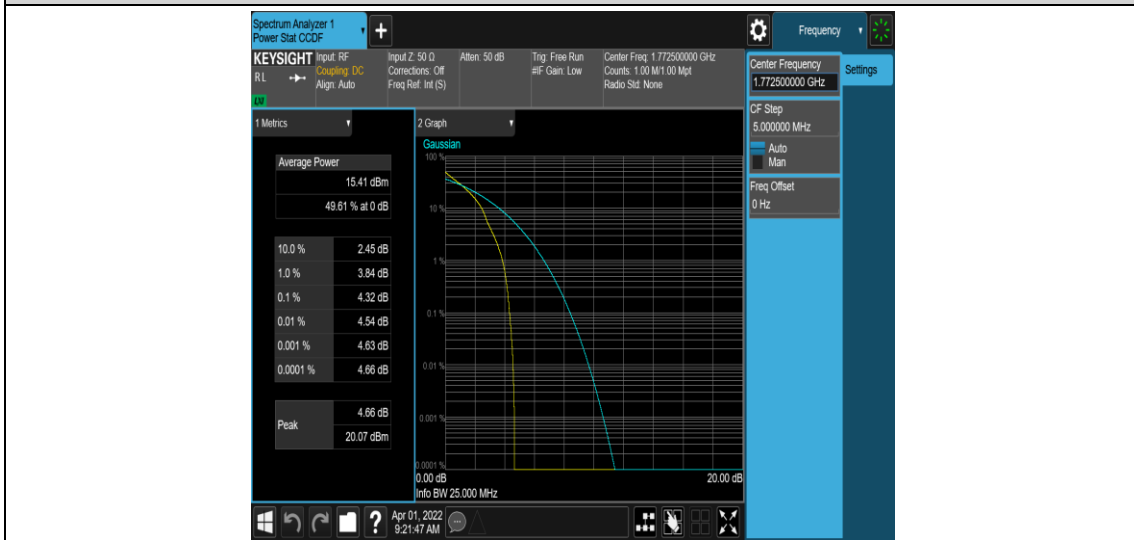 Spectrum Analyzer 1
Power Stat CCDF
+
Frequency
KEYSIGHT
RL
LXI
Input: RF
Coupling: DC
Align: Auto
Input Z: 50 Ω
Corrections: Off
Freq Ref: Int (S)
Atten: 50 dB
Trig: Free Run
#IF Gain: Low
Center Freq: 1.772500000 GHz
Counts: 1.00 M/1.00 Mpt
Radio Std: None
Center Frequency
1.772500000 GHz
Settings
CF Step
5.000000 MHz
Auto
Man
Freq Offset
0 Hz
1 Metrics
Average Power
15.41 dBm
49.61 % at 0 dB
10.0 % 2.45 dB
1.0 % 3.84 dB
0.1 % 4.32 dB
0.01 % 4.54 dB
0.001 % 4.63 dB
0.0001 % 4.66 dB
Peak
4.66 dB
20.07 dBm
2 Graph
Gaussian
100 %
10 %
1 %
0.1 %
0.01 %
0.001 %
0.0001 %
0.00 dB 20.00 dB
Info BW 25.000 MHz
?
Apr 01, 2022
9:21:47 AM